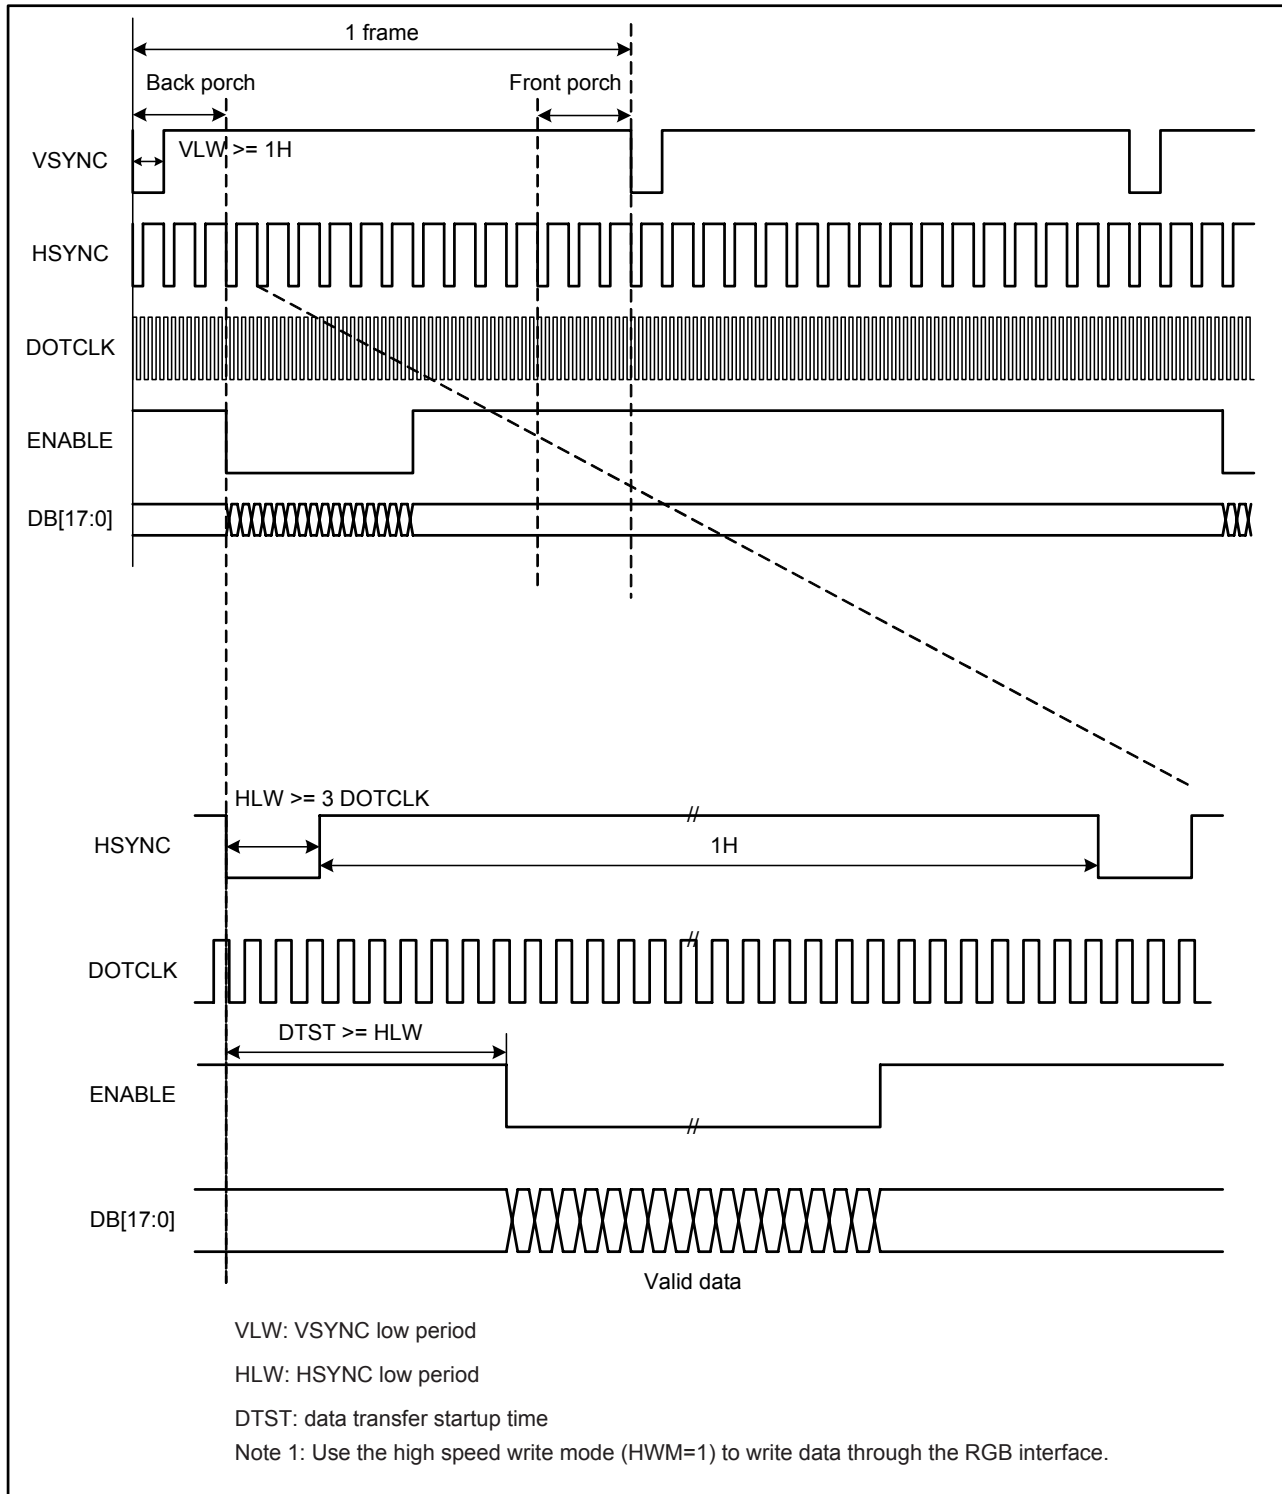 1 frame
Back porch
Front porch
VLW >= 1H
VSYNC
HSYNC
DOTCLK
ENABLE
DB[17:0]
HLW >= 3 DOTCLK
//
HSYNC
1H
//
DOTCLK
DTST >= HLW
ENABLE
//
DB[17:0]
Valid data
VLW: VSYNC low period
HLW: HSYNC low period
DTST: data transfer startup time
Note 1: Use the high speed write mode (HWM=1) to write data through the RGB interface.